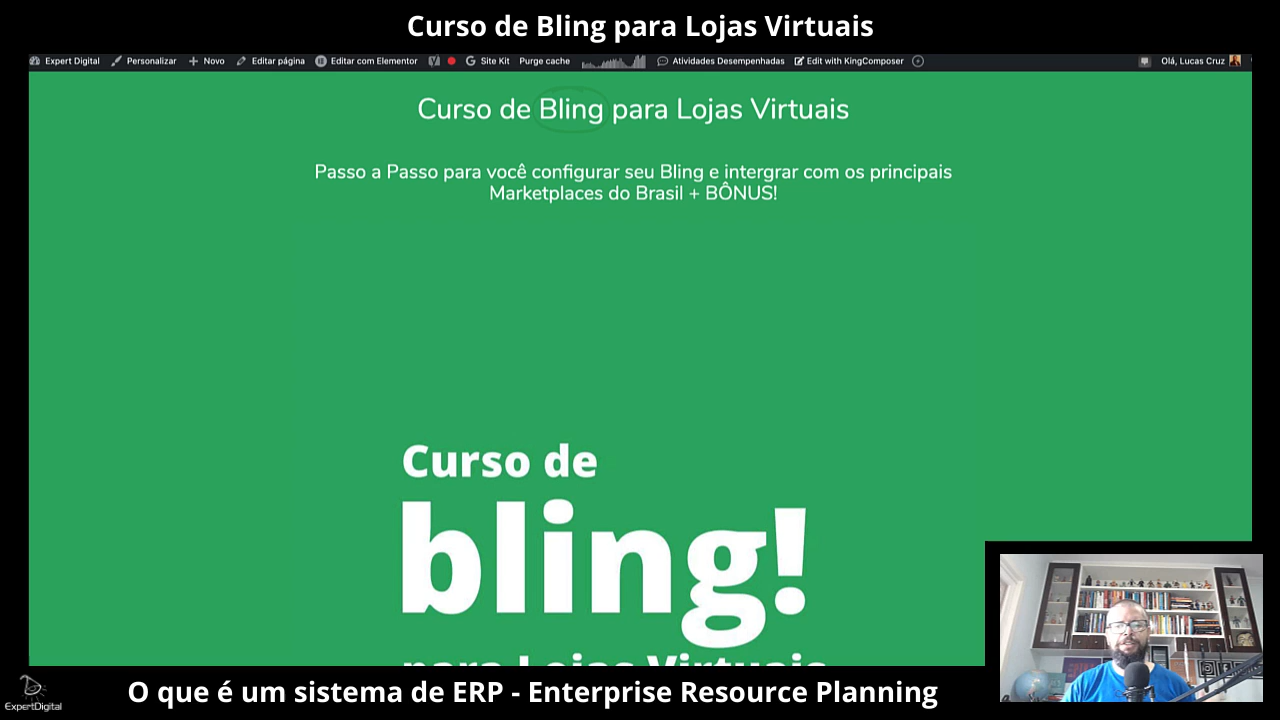 Curso de Bling para Lojas Virtuais
Expert Digital Personalizar Novo Editar página Editar com Elementor Site Kit Purge cache Atividades Desempenhadas Edit with KingComposer Olá, Lucas Cruz
Curso de Bling para Lojas Virtuais
Passo a Passo para você configurar seu Bling e intergrar com os principais
Marketplaces do Brasil + BÔNUS!
Curso de
bling!
para Lojas Virtuais
O que é um sistema de ERP - Enterprise Resource Planning
ExpertDigital